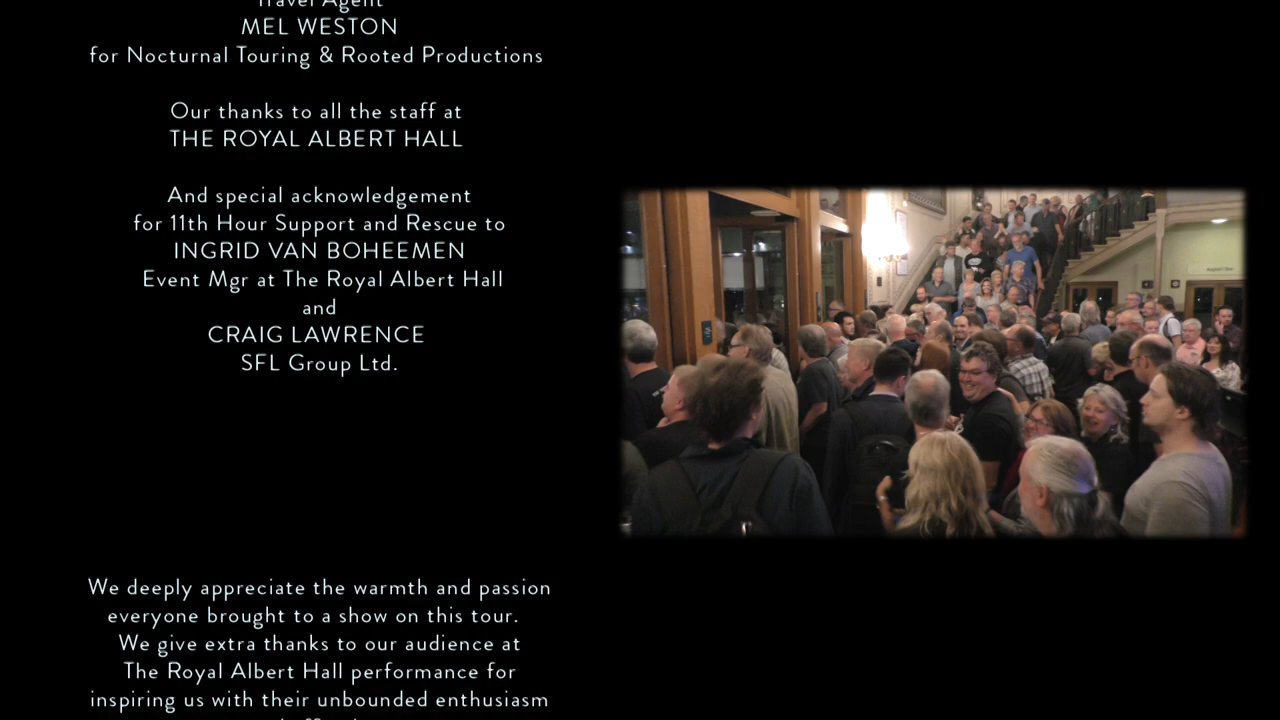 Travel Agent
MEL WESTON
for Nocturnal Touring & Rooted Productions
Our thanks to all the staff at
THE ROYAL ALBERT HALL
And special acknowledgement
for 11th Hour Support and Rescue to
INGRID VAN BOHEEMEN
Event Mgr at The Royal Albert Hall
and
CRAIG LAWRENCE
SFL Group Ltd.
We deeply appreciate the warmth and passion
everyone brought to a show on this tour.
We give extra thanks to our audience at
The Royal Albert Hall performance for
inspiring us with their unbounded enthusiasm